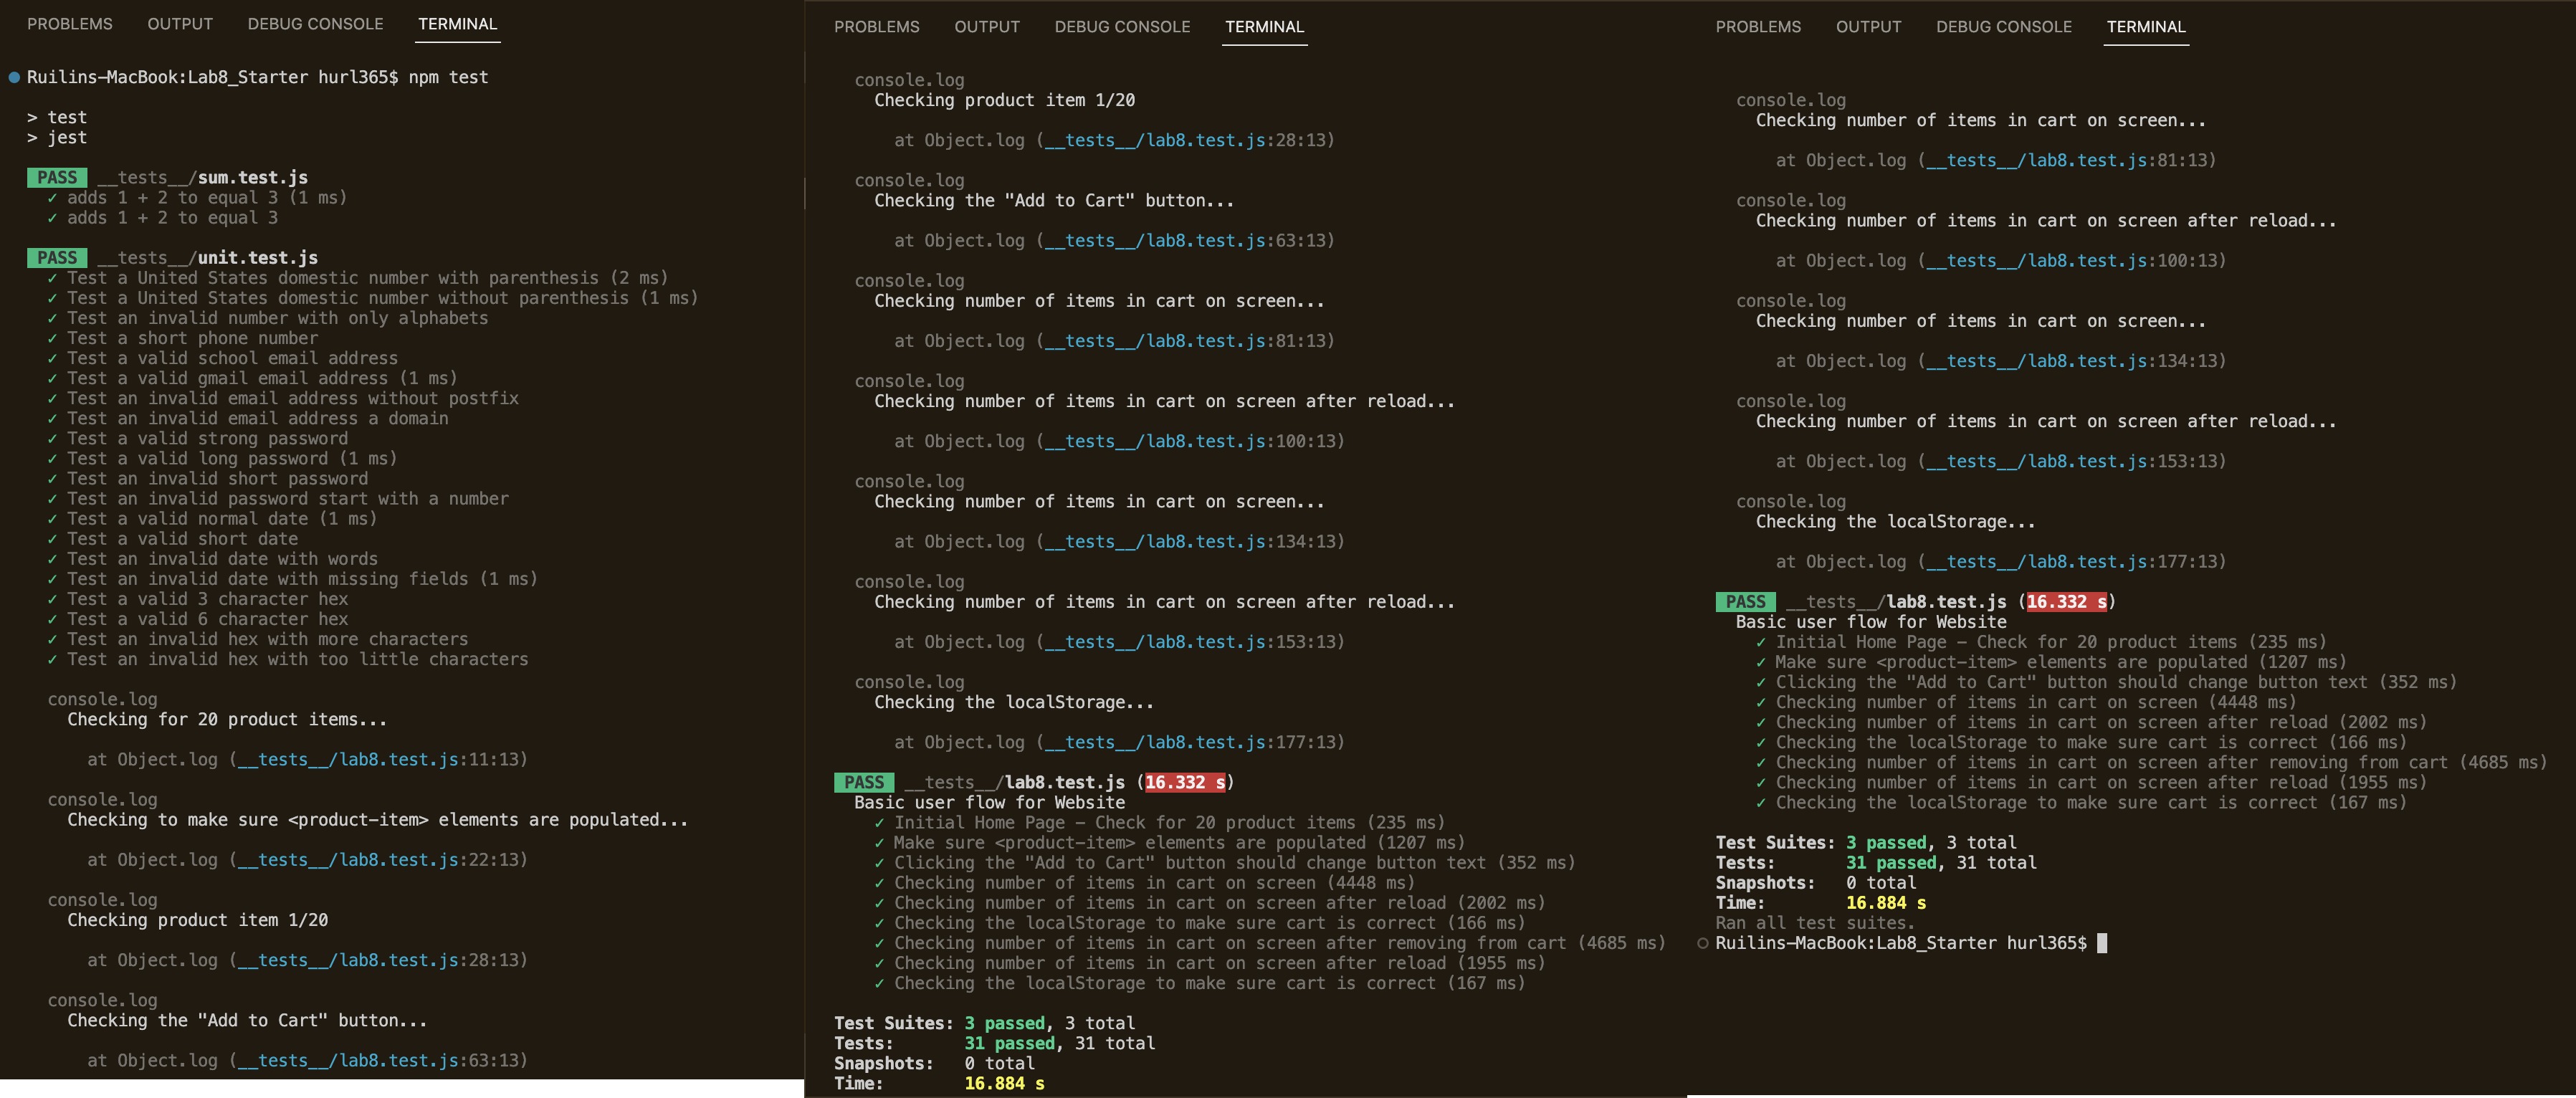 PROBLEMS OUTPUT DEBUG CONSOLE TERMINAL
Ruilins-MacBook:Lab8_Starter hurl365$ npm test
> test
> jest
PASS __tests__/sum.test.js
✓ adds 1 + 2 to equal 3 (1 ms)
✓ adds 1 + 2 to equal 3
PASS __tests__/unit.test.js
✓ Test a United States domestic number with parenthesis (2 ms)
✓ Test a United States domestic number without parenthesis (1 ms)
✓ Test an invalid number with only alphabets
✓ Test a short phone number
✓ Test a valid school email address
✓ Test a valid gmail email address (1 ms)
✓ Test an invalid email address without postfix
✓ Test an invalid email address a domain
✓ Test a valid strong password
✓ Test a valid long password (1 ms)
✓ Test an invalid short password
✓ Test an invalid password start with a number
✓ Test a valid normal date (1 ms)
✓ Test a valid short date
✓ Test an invalid date with words
✓ Test an invalid date with missing fields (1 ms)
✓ Test a valid 3 character hex
✓ Test a valid 6 character hex
✓ Test an invalid hex with more characters
✓ Test an invalid hex with too little characters
console.log
Checking for 20 product items...
at Object.log (__tests__/lab8.test.js:11:13)
console.log
Checking to make sure <product-item> elements are populated...
at Object.log (__tests__/lab8.test.js:22:13)
console.log
Checking product item 1/20
at Object.log (__tests__/lab8.test.js:28:13)
console.log
Checking the "Add to Cart" button...
at Object.log (__tests__/lab8.test.js:63:13)
PROBLEMS OUTPUT DEBUG CONSOLE TERMINAL
console.log
Checking product item 1/20
at Object.log (__tests__/lab8.test.js:28:13)
console.log
Checking the "Add to Cart" button...
at Object.log (__tests__/lab8.test.js:63:13)
console.log
Checking number of items in cart on screen...
at Object.log (__tests__/lab8.test.js:81:13)
console.log
Checking number of items in cart on screen after reload...
at Object.log (__tests__/lab8.test.js:100:13)
console.log
Checking number of items in cart on screen...
at Object.log (__tests__/lab8.test.js:134:13)
console.log
Checking number of items in cart on screen after reload...
at Object.log (__tests__/lab8.test.js:153:13)
console.log
Checking the localStorage...
at Object.log (__tests__/lab8.test.js:177:13)
PASS __tests__/lab8.test.js (16.332 s)
Basic user flow for Website
✓ Initial Home Page - Check for 20 product items (235 ms)
✓ Make sure <product-item> elements are populated (1207 ms)
✓ Clicking the "Add to Cart" button should change button text (352 ms)
✓ Checking number of items in cart on screen (4448 ms)
✓ Checking number of items in cart on screen after reload (2002 ms)
✓ Checking the localStorage to make sure cart is correct (166 ms)
✓ Checking number of items in cart on screen after removing from cart (4685 ms)
✓ Checking number of items in cart on screen after reload (1955 ms)
✓ Checking the localStorage to make sure cart is correct (167 ms)
Test Suites: 3 passed, 3 total
Tests: 31 passed, 31 total
Snapshots: 0 total
Time: 16.884 s
PROBLEMS OUTPUT DEBUG CONSOLE TERMINAL
console.log
Checking number of items in cart on screen...
at Object.log (__tests__/lab8.test.js:81:13)
console.log
Checking number of items in cart on screen after reload...
at Object.log (__tests__/lab8.test.js:100:13)
console.log
Checking number of items in cart on screen...
at Object.log (__tests__/lab8.test.js:134:13)
console.log
Checking number of items in cart on screen after reload...
at Object.log (__tests__/lab8.test.js:153:13)
console.log
Checking the localStorage...
at Object.log (__tests__/lab8.test.js:177:13)
PASS __tests__/lab8.test.js (16.332 s)
Basic user flow for Website
✓ Initial Home Page - Check for 20 product items (235 ms)
✓ Make sure <product-item> elements are populated (1207 ms)
✓ Clicking the "Add to Cart" button should change button text (352 ms)
✓ Checking number of items in cart on screen (4448 ms)
✓ Checking number of items in cart on screen after reload (2002 ms)
✓ Checking the localStorage to make sure cart is correct (166 ms)
✓ Checking number of items in cart on screen after removing from cart (4685 ms)
✓ Checking number of items in cart on screen after reload (1955 ms)
✓ Checking the localStorage to make sure cart is correct (167 ms)
Test Suites: 3 passed, 3 total
Tests: 31 passed, 31 total
Snapshots: 0 total
Time: 16.884 s
Ran all test suites.
Ruilins-MacBook:Lab8_Starter hurl365$